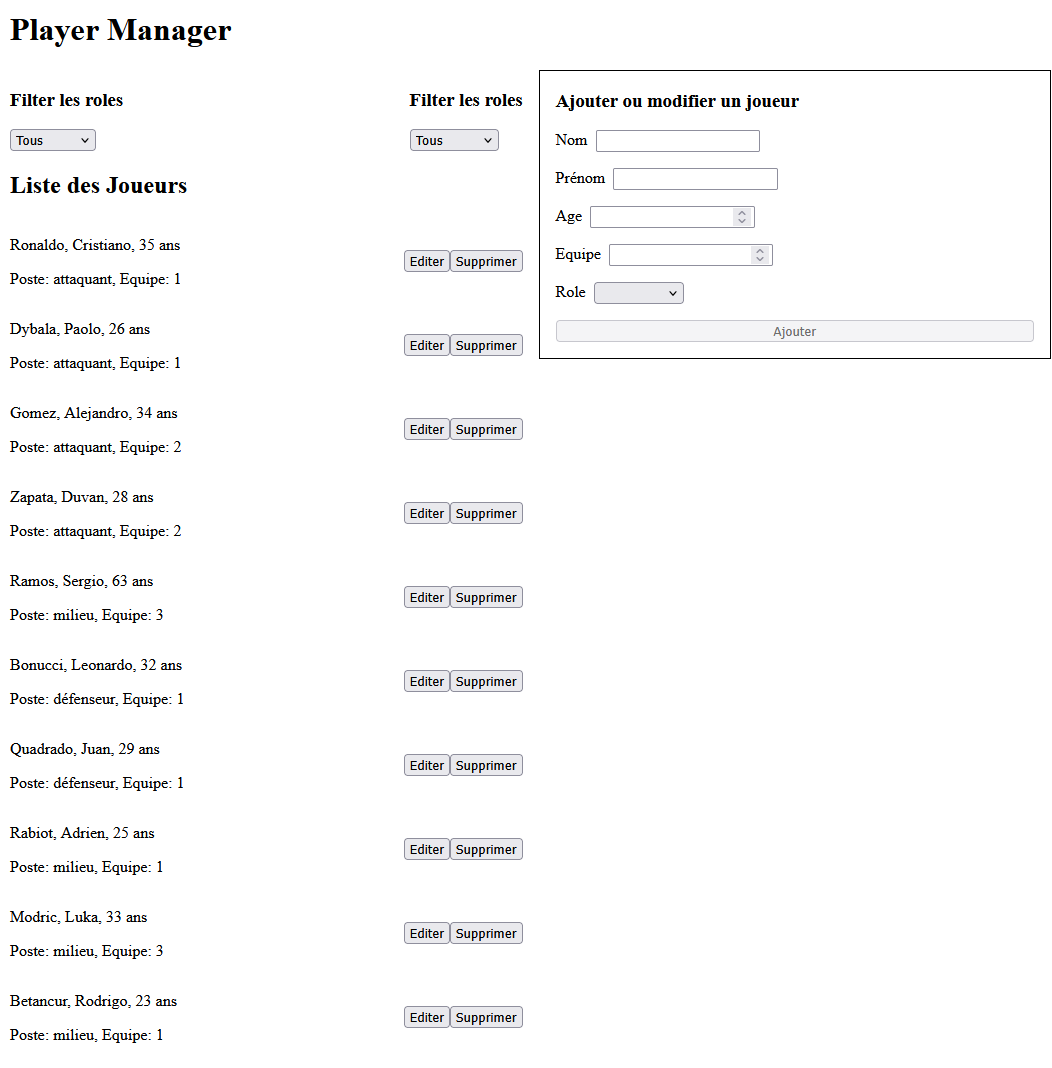 Player Manager
Filter les roles
Filter les roles
Tous
Tous
Liste des Joueurs
Ronaldo, Cristiano, 35 ans
Poste: attaquant, Equipe: 1
Editer Supprimer
Dybala, Paolo, 26 ans
Poste: attaquant, Equipe: 1
Editer Supprimer
Gomez, Alejandro, 34 ans
Poste: attaquant, Equipe: 2
Editer Supprimer
Zapata, Duvan, 28 ans
Poste: attaquant, Equipe: 2
Editer Supprimer
Ramos, Sergio, 63 ans
Poste: milieu, Equipe: 3
Editer Supprimer
Bonucci, Leonardo, 32 ans
Poste: défenseur, Equipe: 1
Editer Supprimer
Quadrado, Juan, 29 ans
Poste: défenseur, Equipe: 1
Editer Supprimer
Rabiot, Adrien, 25 ans
Poste: milieu, Equipe: 1
Editer Supprimer
Modric, Luka, 33 ans
Poste: milieu, Equipe: 3
Editer Supprimer
Betancur, Rodrigo, 23 ans
Poste: milieu, Equipe: 1
Editer Supprimer
Ajouter ou modifier un joueur
Nom
Prénom
Age
Equipe
Role
Ajouter